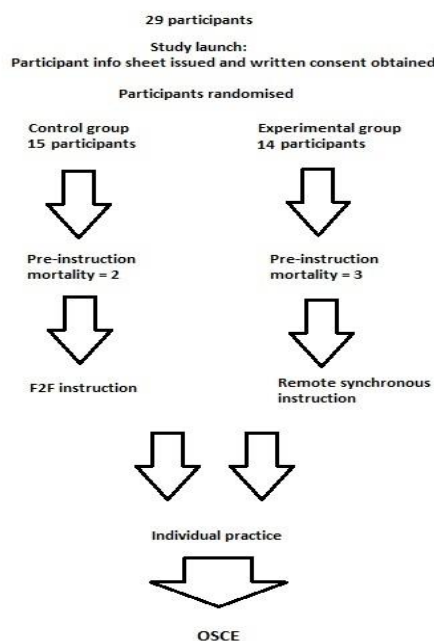 29 participants
Study launch:
Participant info sheet issued and written consent obtained
Participants randomised
Control group
15 participants
Experimental group
14 participants
Pre-instruction
mortality = 2
Pre-instruction
mortality = 3
F2F instruction
Remote synchronous
instruction
Individual practice
OSCE